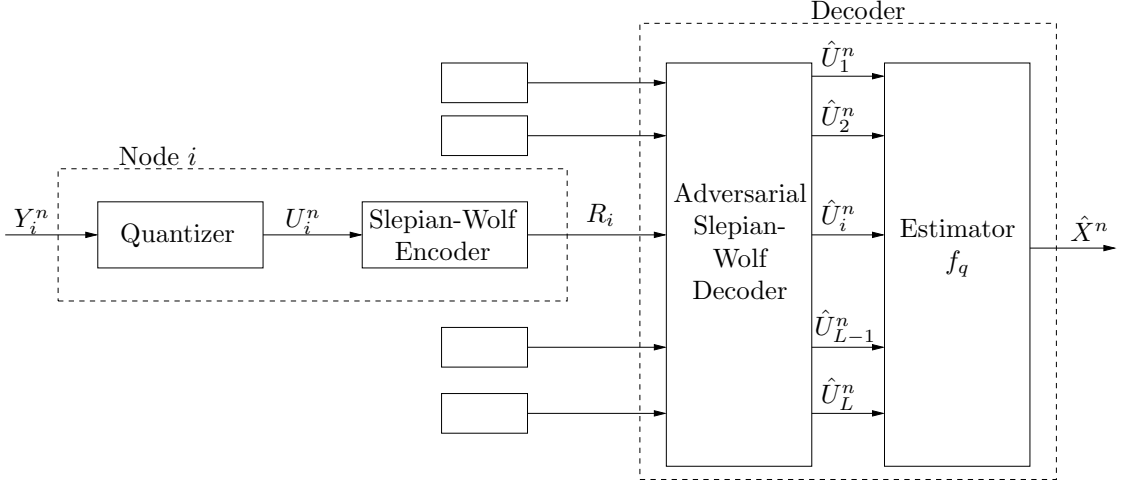 Decoder
Node i
Y_i^n
Quantizer
U_i^n
Slepian-Wolf
Encoder
R_i
Adversarial
Slepian-
Wolf
Decoder
Û_1^n
Û_2^n
Û_i^n
Û_{L-1}^n
Û_L^n
Estimator
f_q
X̂^n